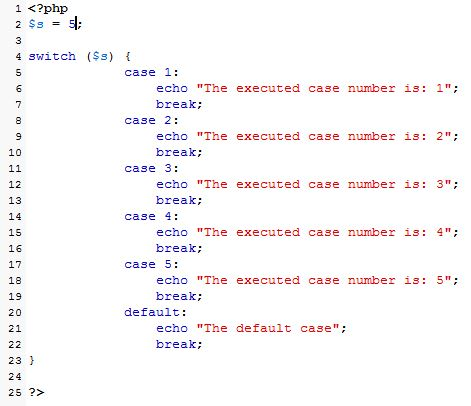 1 <?php
2 $s = 5;
3
4 switch ($s) {
5 case 1:
6 echo "The executed case number is: 1";
7 break;
8 case 2:
9 echo "The executed case number is: 2";
10 break;
11 case 3:
12 echo "The executed case number is: 3";
13 break;
14 case 4:
15 echo "The executed case number is: 4";
16 break;
17 case 5:
18 echo "The executed case number is: 5";
19 break;
20 default:
21 echo "The default case";
22 break;
23 }
24
25 ?>